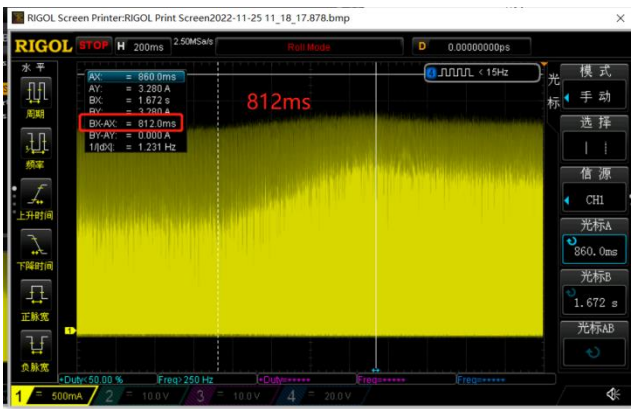 RIGOL Screen Printer:RIGOL Print Screen2022-11-25 11_18_17.878.bmp
RIGOL STOP H 200ms 2.50MSa/s Roll Mode D 0.00000000ps
水平
周期
频率
上升时间
下降时间
正脉宽
负脉宽
AX: = 860.0ms
AY: = 3.280 A
BX: = 1.672 s
BY: = 3.280 A
BX-AX: = 812.0ms
BY-AY: = 0.000 A
1/|dX|: = 1.231 Hz
812ms
4 < 15Hz
光标
模式
手动
选择
信源
CH1
光标A
860.0ms
光标B
1.672 s
光标AB
1
+Duty<50.00 % Freq>250 Hz +Duty=***** Freq=***** Freq=*****
1 = 500mA 2 = 10.0V 3 = 10.0V 4 = 20.0V